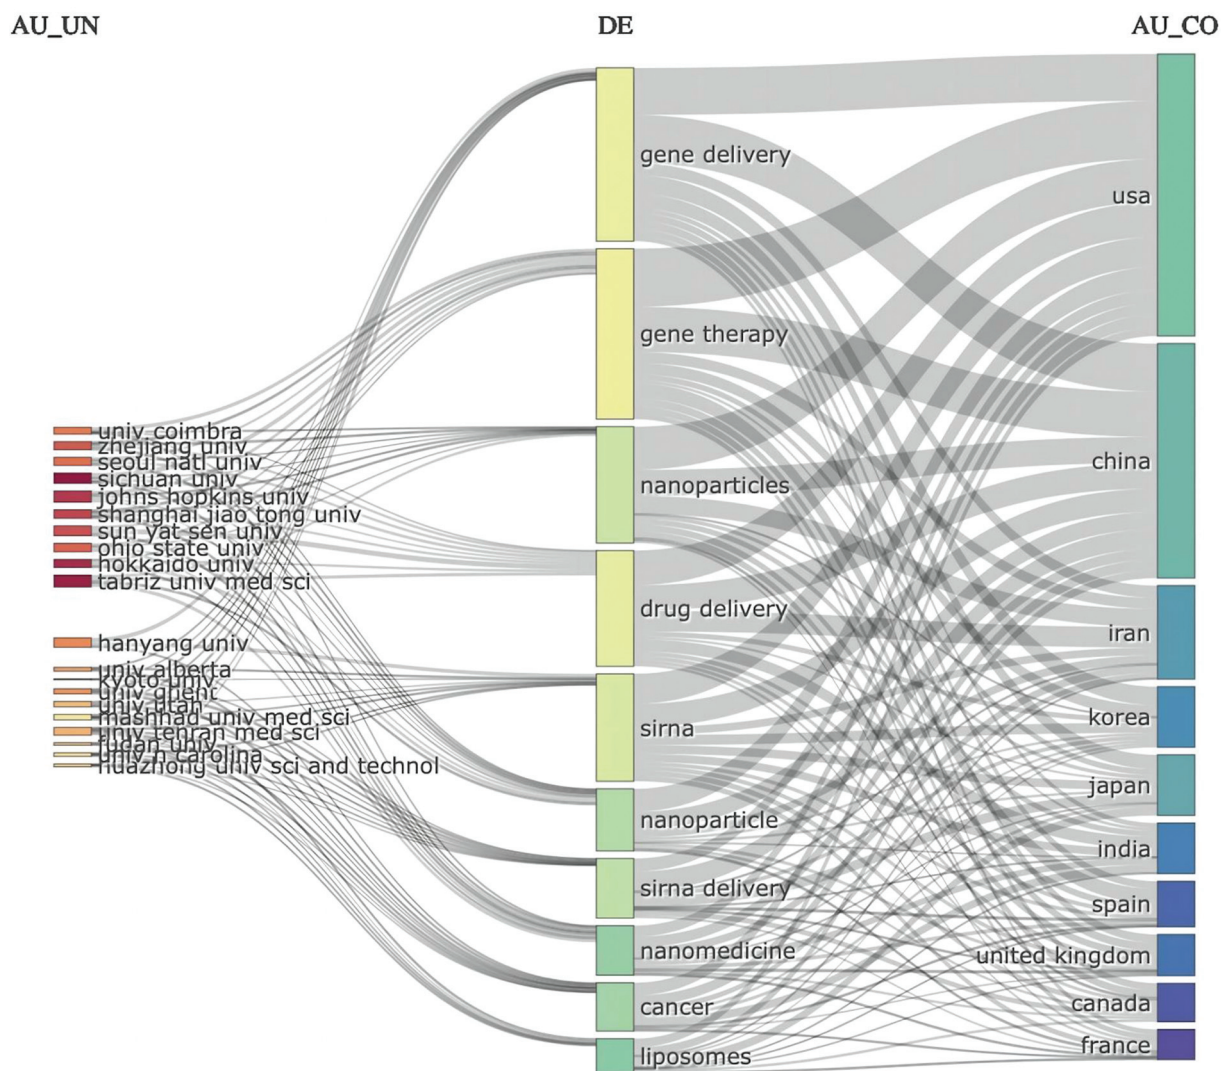 AU_UN
DE
AU_CO
univ coimbra
zhejiang univ
seoul natl univ
sichuan univ
johns hopkins univ
shanghai jiao tong univ
sun yat sen univ
ohio state univ
hokkaido univ
tabriz univ med sci
hanyang univ
univ alberta
kyoto univ
univ ghent
univ utah
mashhad univ med sci
univ tehran med sci
fudan univ
univ n carolina
huazhong univ sci and technol
gene delivery
gene therapy
nanoparticles
drug delivery
sirna
nanoparticle
sirna delivery
nanomedicine
cancer
liposomes
usa
china
iran
korea
japan
india
spain
united kingdom
canada
france